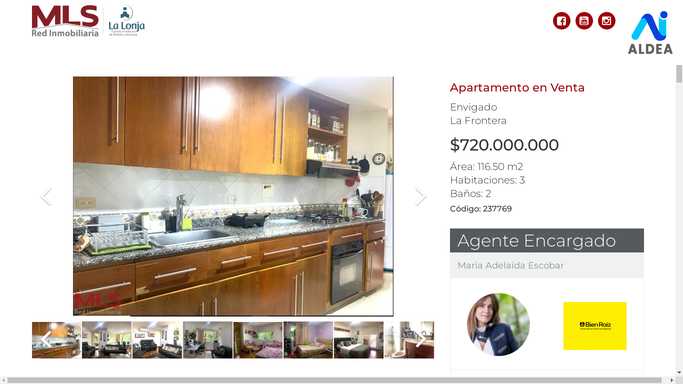 MLS
Red Inmobiliaria
La Lonja
ALDEA
Apartamento en Venta
Envigado
La Frontera
$720.000.000
Área: 116.50 m2
Habitaciones: 3
Baños: 2
Código: 237769
Agente Encargado
Maria Adelaida Escobar
Bien Raiz
MLS